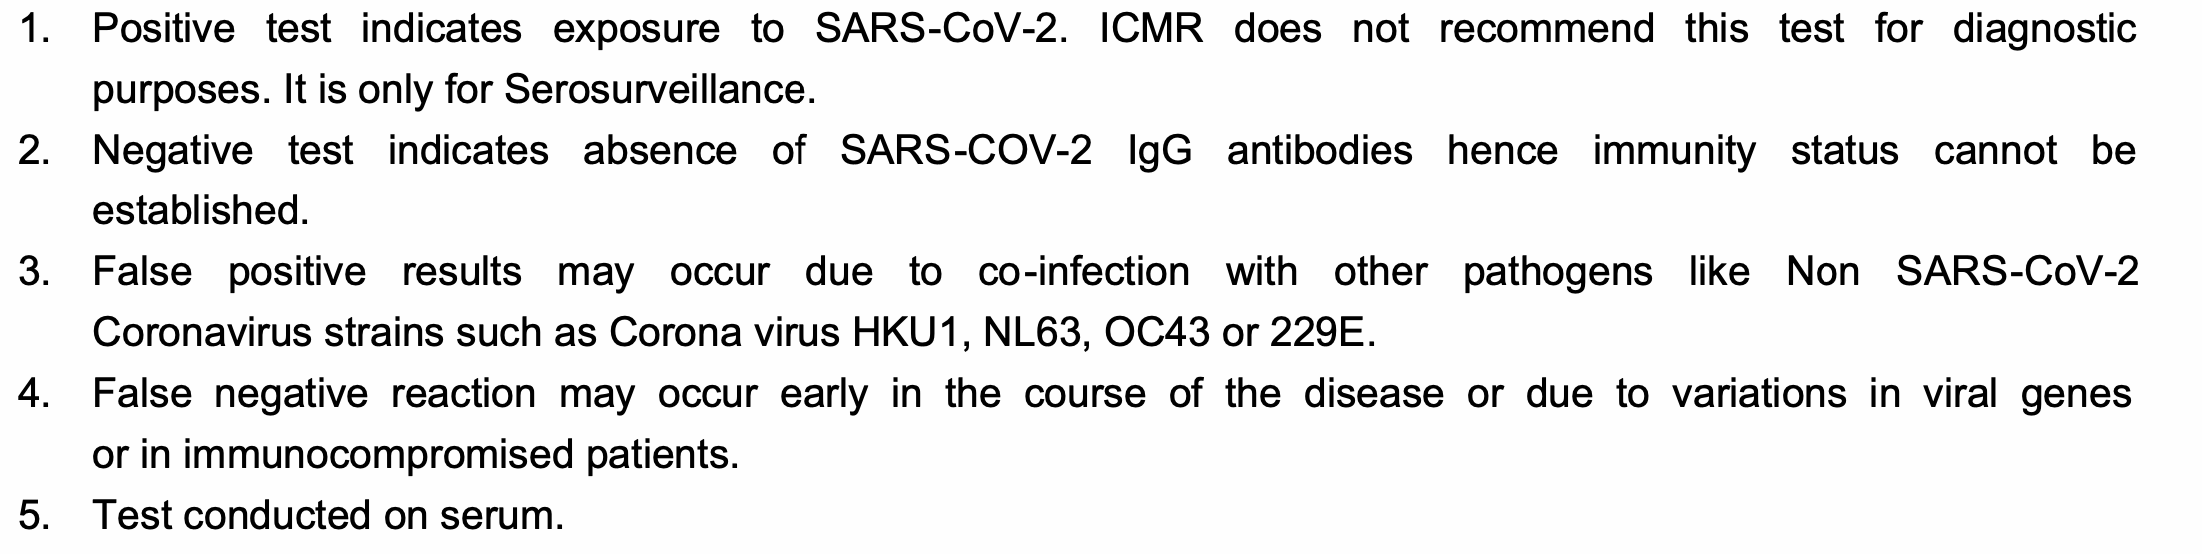 1. Positive test indicates exposure to SARS-CoV-2. ICMR does not recommend this test for diagnostic
purposes. It is only for Serosurveillance.
2. Negative test indicates absence of SARS-COV-2 IgG antibodies hence immunity status cannot be
established.
3. False positive results may occur due to co-infection with other pathogens like Non SARS-CoV-2
Coronavirus strains such as Corona virus HKU1, NL63, OC43 or 229E.
4. False negative reaction may occur early in the course of the disease or due to variations in viral genes
or in immunocompromised patients.
5. Test conducted on serum.